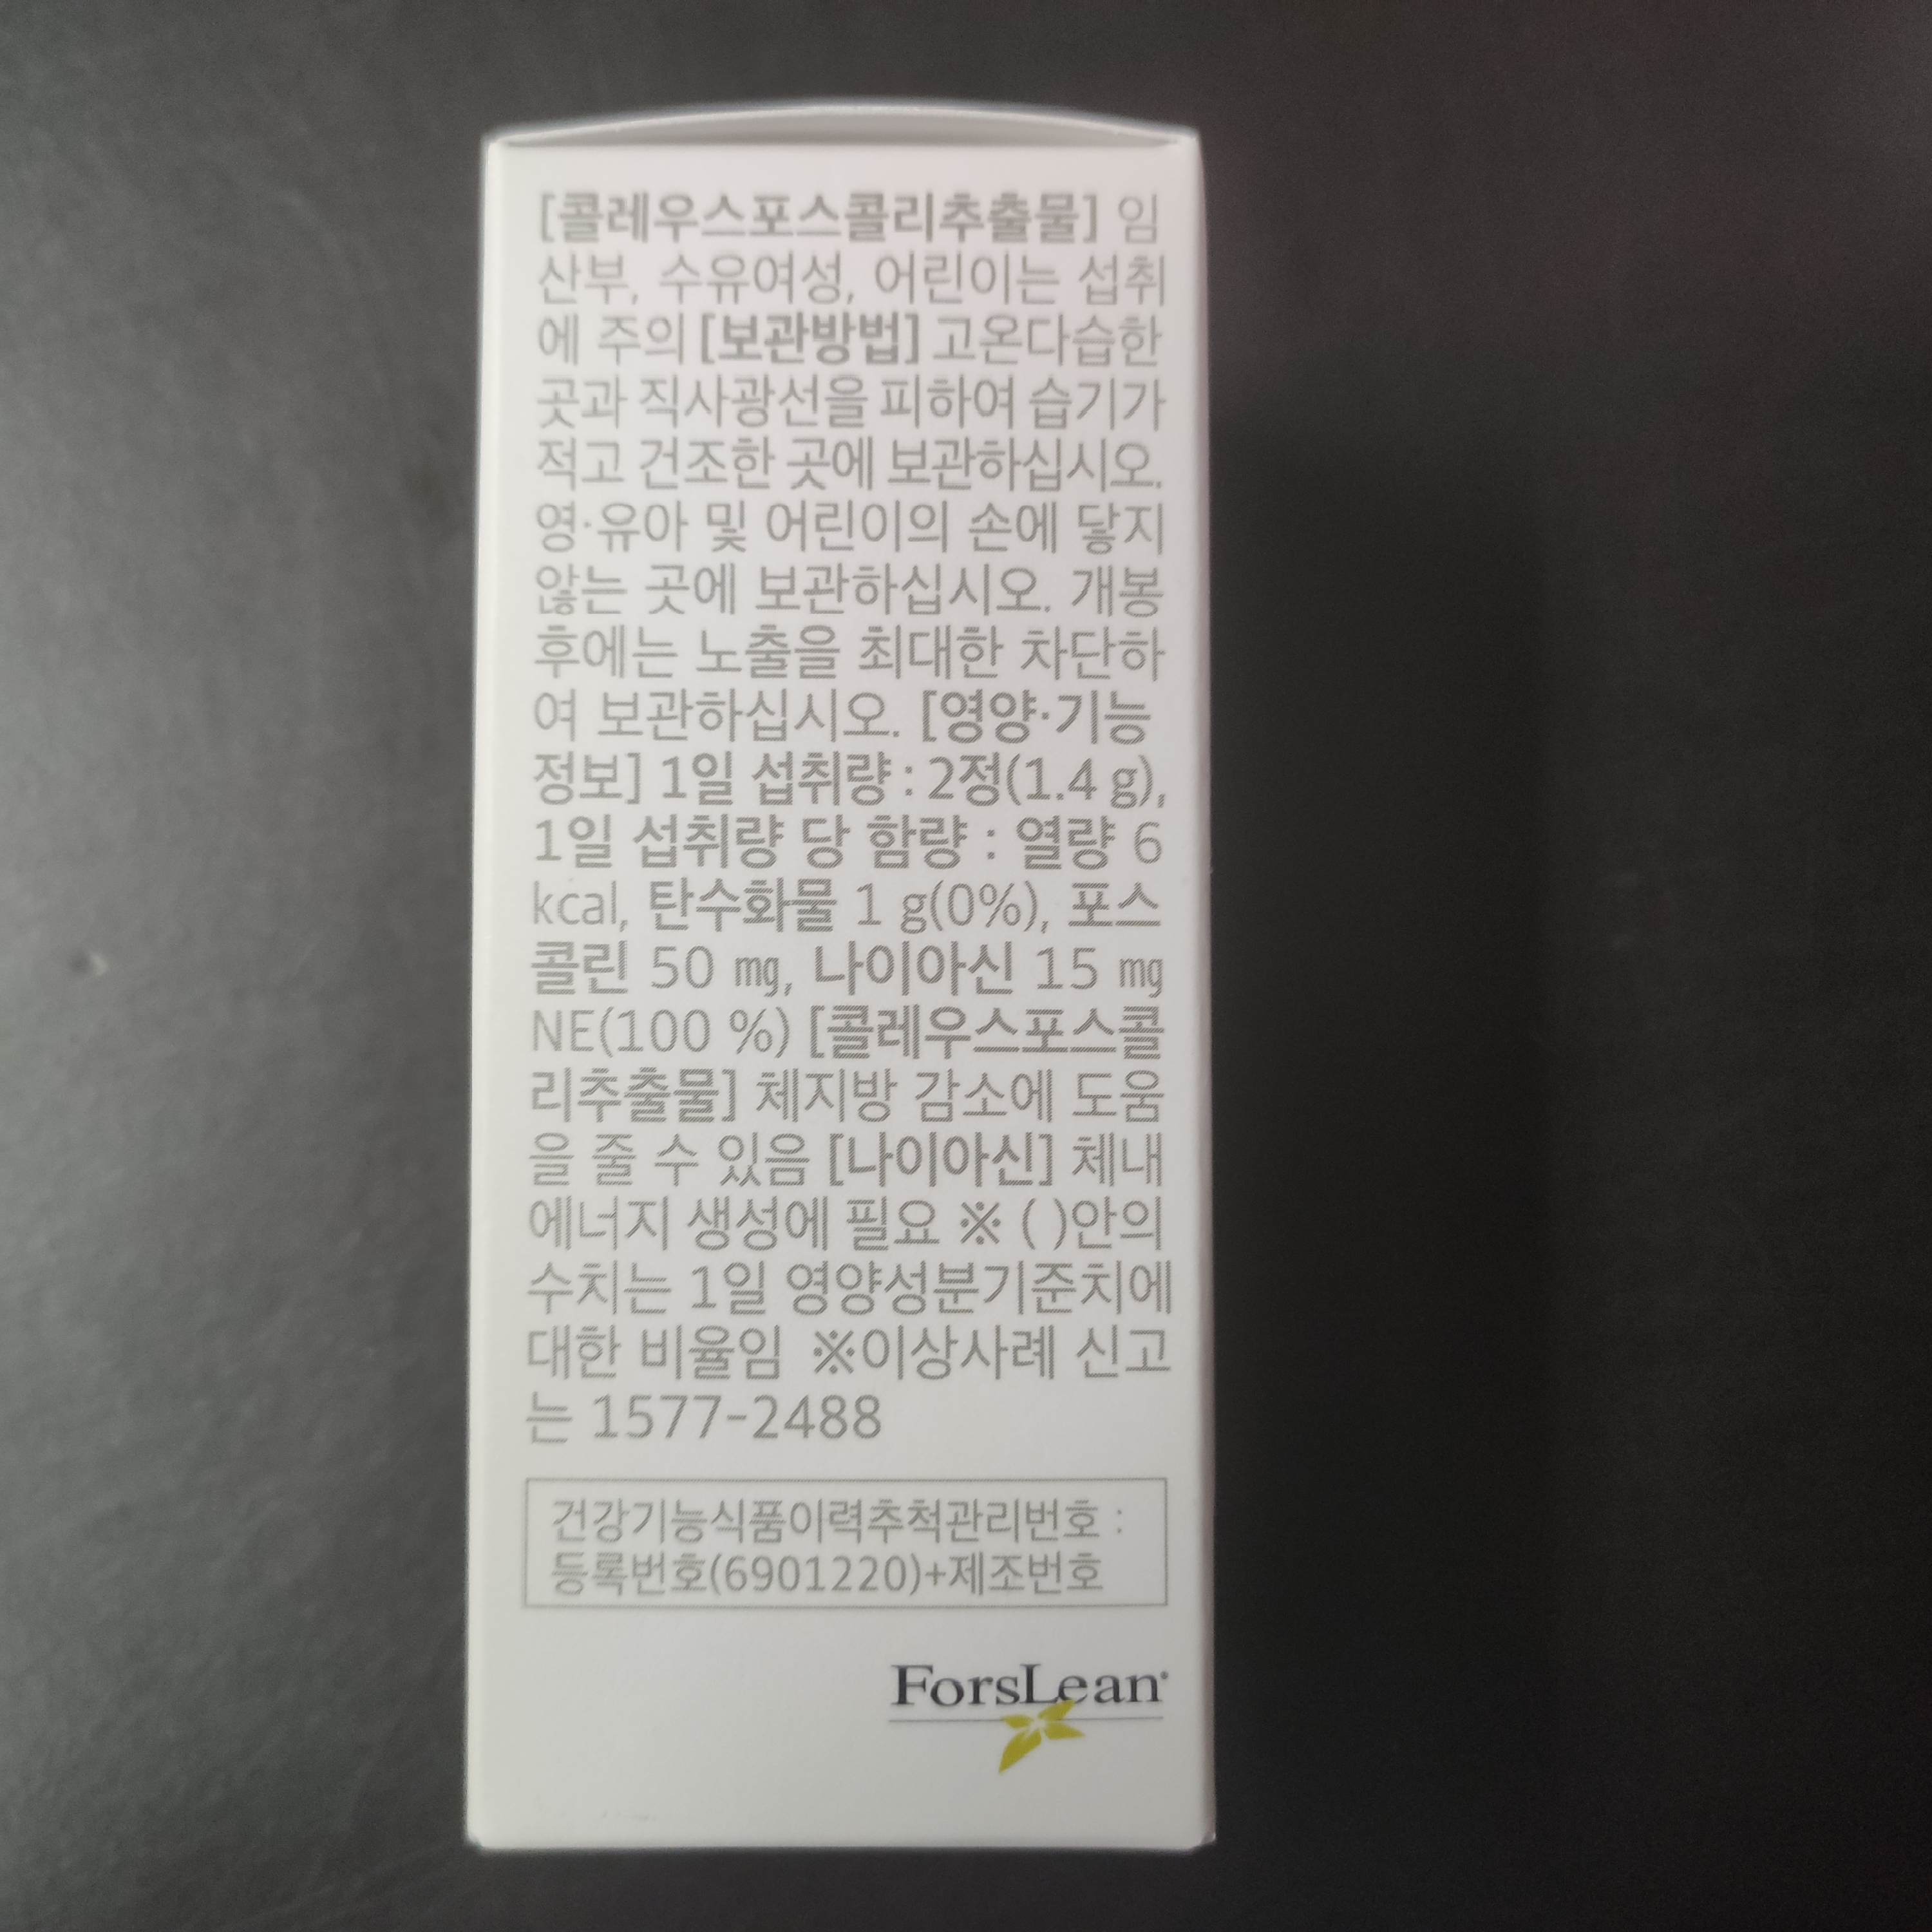 [콜레우스포스콜리추출물] 임
산부, 수유여성, 어린이는 섭취
에 주의 [보관방법] 고온다습한
곳과 직사광선을 피하여 습기가
적고 건조한 곳에 보관하십시오.
영·유아 및 어린이의 손에 닿지
않는 곳에 보관하십시오. 개봉
후에는 노출을 최대한 차단하
여 보관하십시오. [영양·기능
정보] 1일 섭취량 : 2정(1.4 g),
1일 섭취량 당 함량 : 열량 6
kcal, 탄수화물 1 g(0%), 포스
콜린 50 ㎎, 나이아신 15 ㎎
NE(100 %) [콜레우스포스콜
리추출물] 체지방 감소에 도움
을 줄 수 있음 [나이아신] 체내
에너지 생성에 필요 ※ ( )안의
수치는 1일 영양성분기준치에
대한 비율임 ※이상사례 신고
는 1577-2488
건강기능식품이력추척관리번호 :
등록번호(6901220)+제조번호
ForsLean®